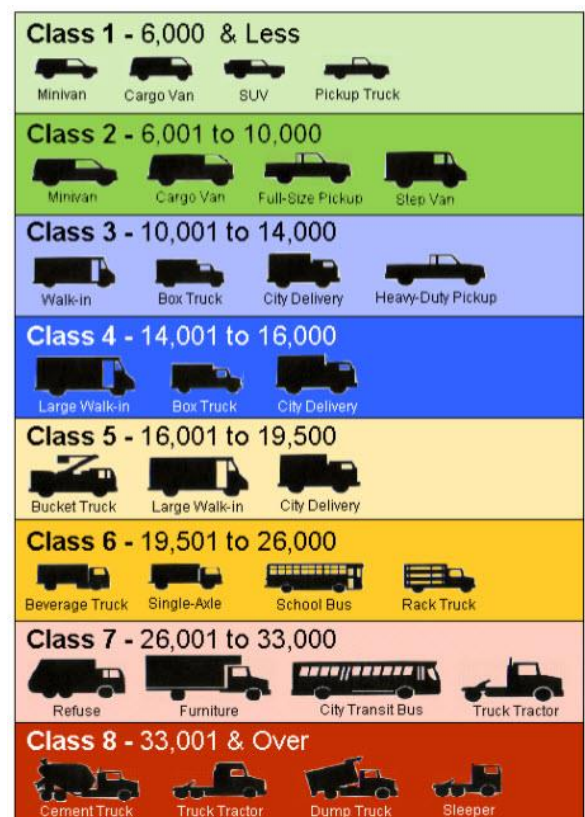 Class 1 - 6,000 & Less
Minivan Cargo Van SUV Pickup Truck
Class 2 - 6,001 to 10,000
Minivan Cargo Van Full-Size Pickup Step Van
Class 3 - 10,001 to 14,000
Walk-in Box Truck City Delivery Heavy-Duty Pickup
Class 4 - 14,001 to 16,000
Large Walk-in Box Truck City Delivery
Class 5 - 16,001 to 19,500
Bucket Truck Large Walk-in City Delivery
Class 6 - 19,501 to 26,000
Beverage Truck Single-Axle School Bus Rack Truck
Class 7 - 26,001 to 33,000
Refuse Furniture City Transit Bus Truck Tractor
Class 8 - 33,001 & Over
Cement Truck Truck Tractor Dump Truck Sleeper